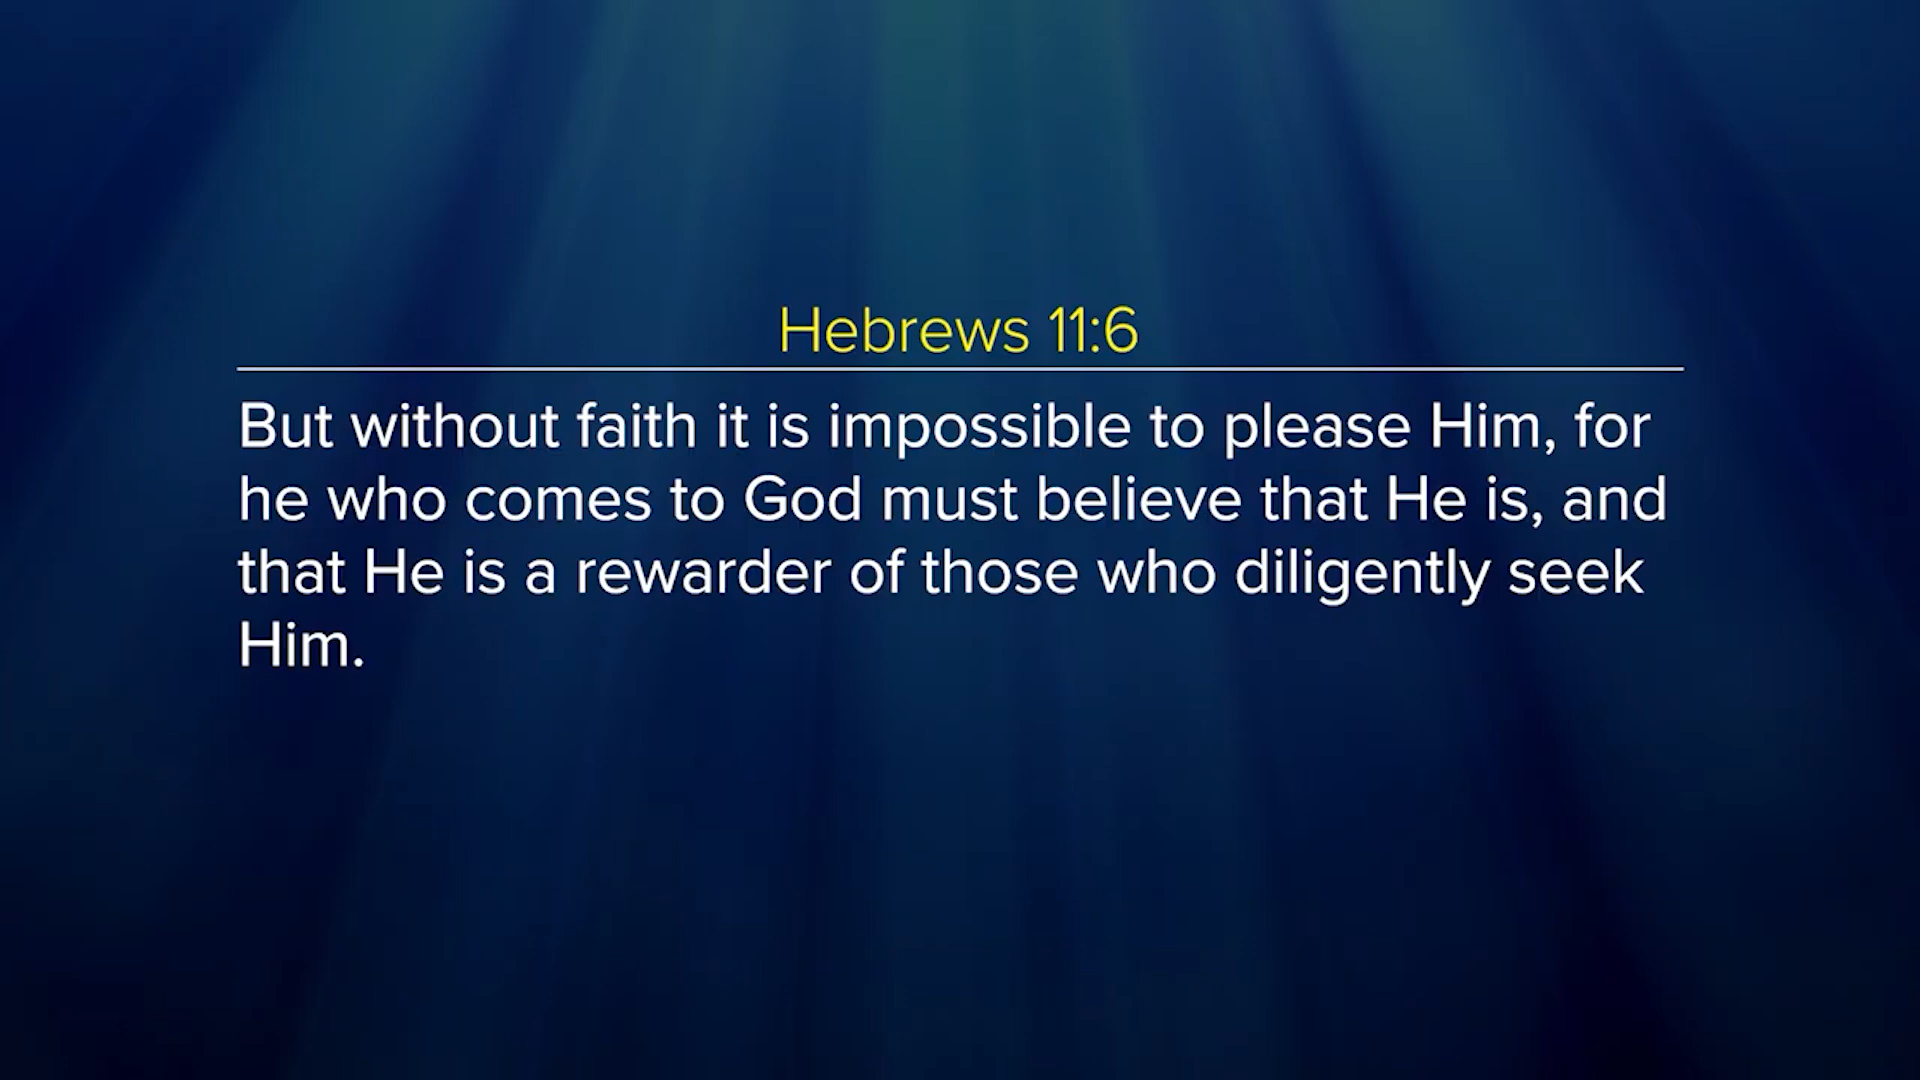 Hebrews 11:6
But without faith it is impossible to please Him, for
he who comes to God must believe that He is, and
that He is a rewarder of those who diligently seek
Him.